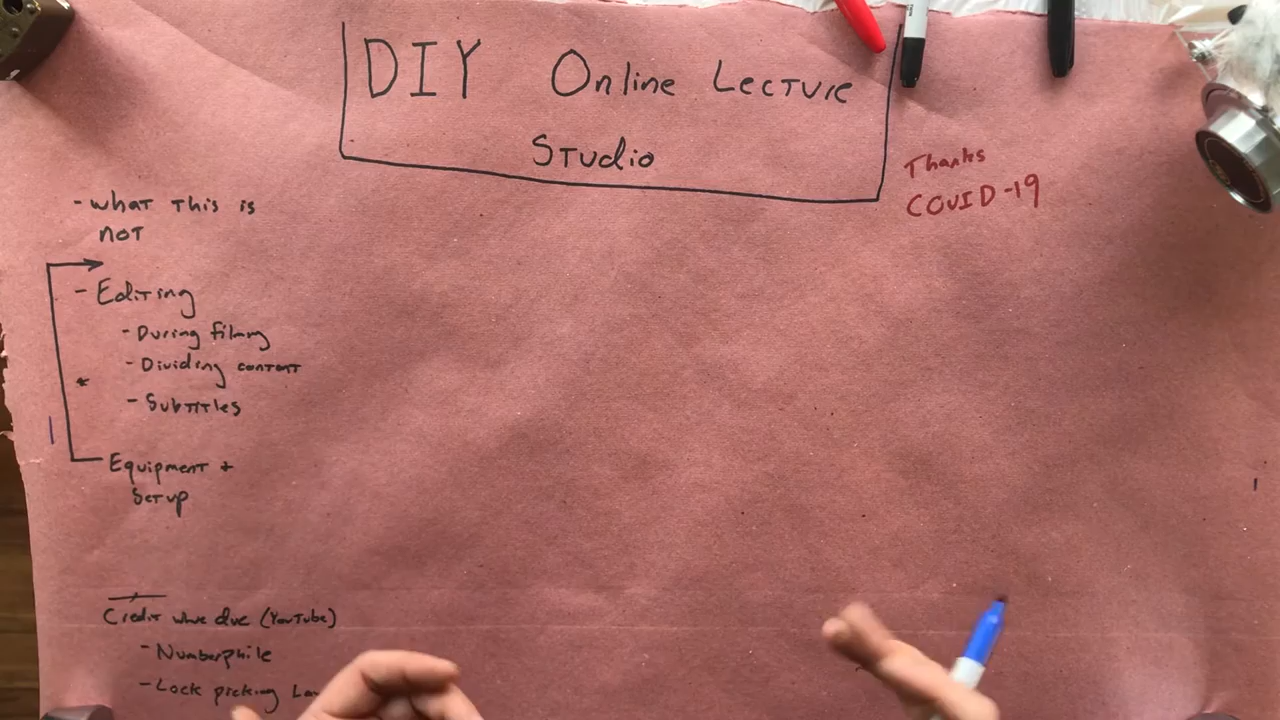 DIY Online Lecture
Studio
Thanks
COVID-19
- What this is
not
- Editing
- During filming
- Dividing content
- Subtitles
Equipment +
Setup
Credit where due (YouTube)
- Numberphile
- Lock picking